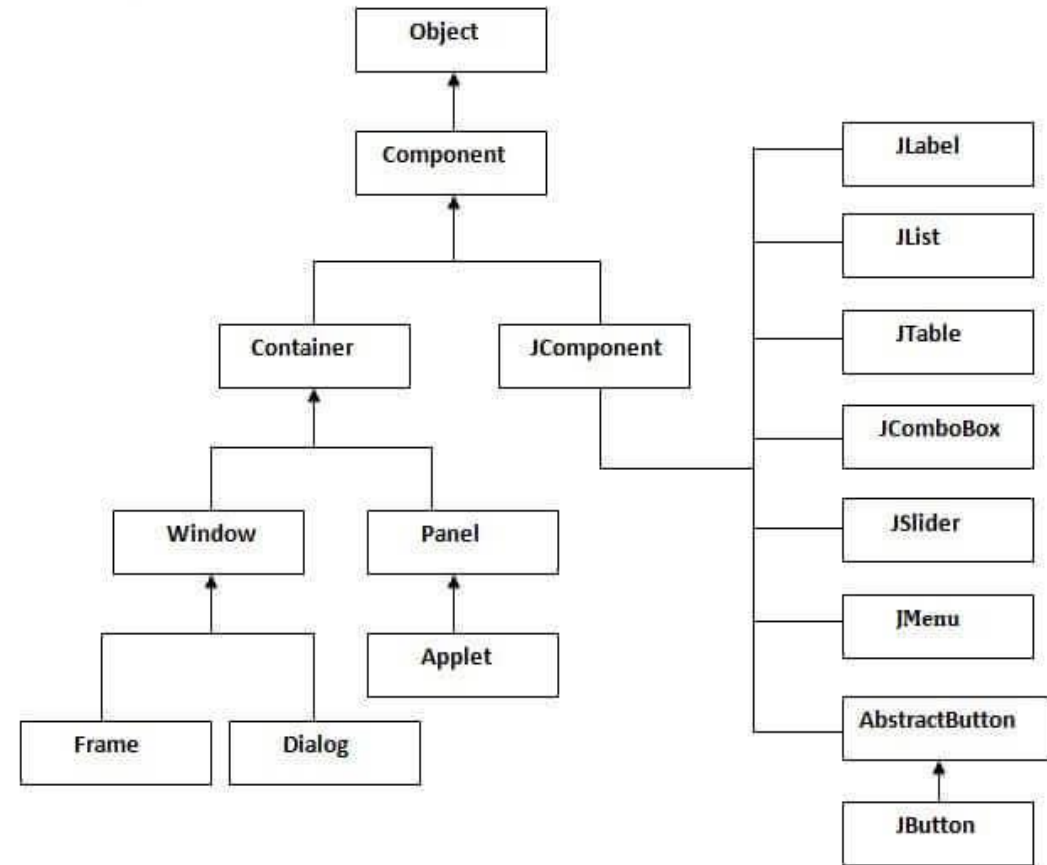 Object
Component
JLabel
JList
Container
JComponent
JTable
JComboBox
Window
Panel
JSlider
JMenu
Applet
AbstractButton
Frame
Dialog
JButton